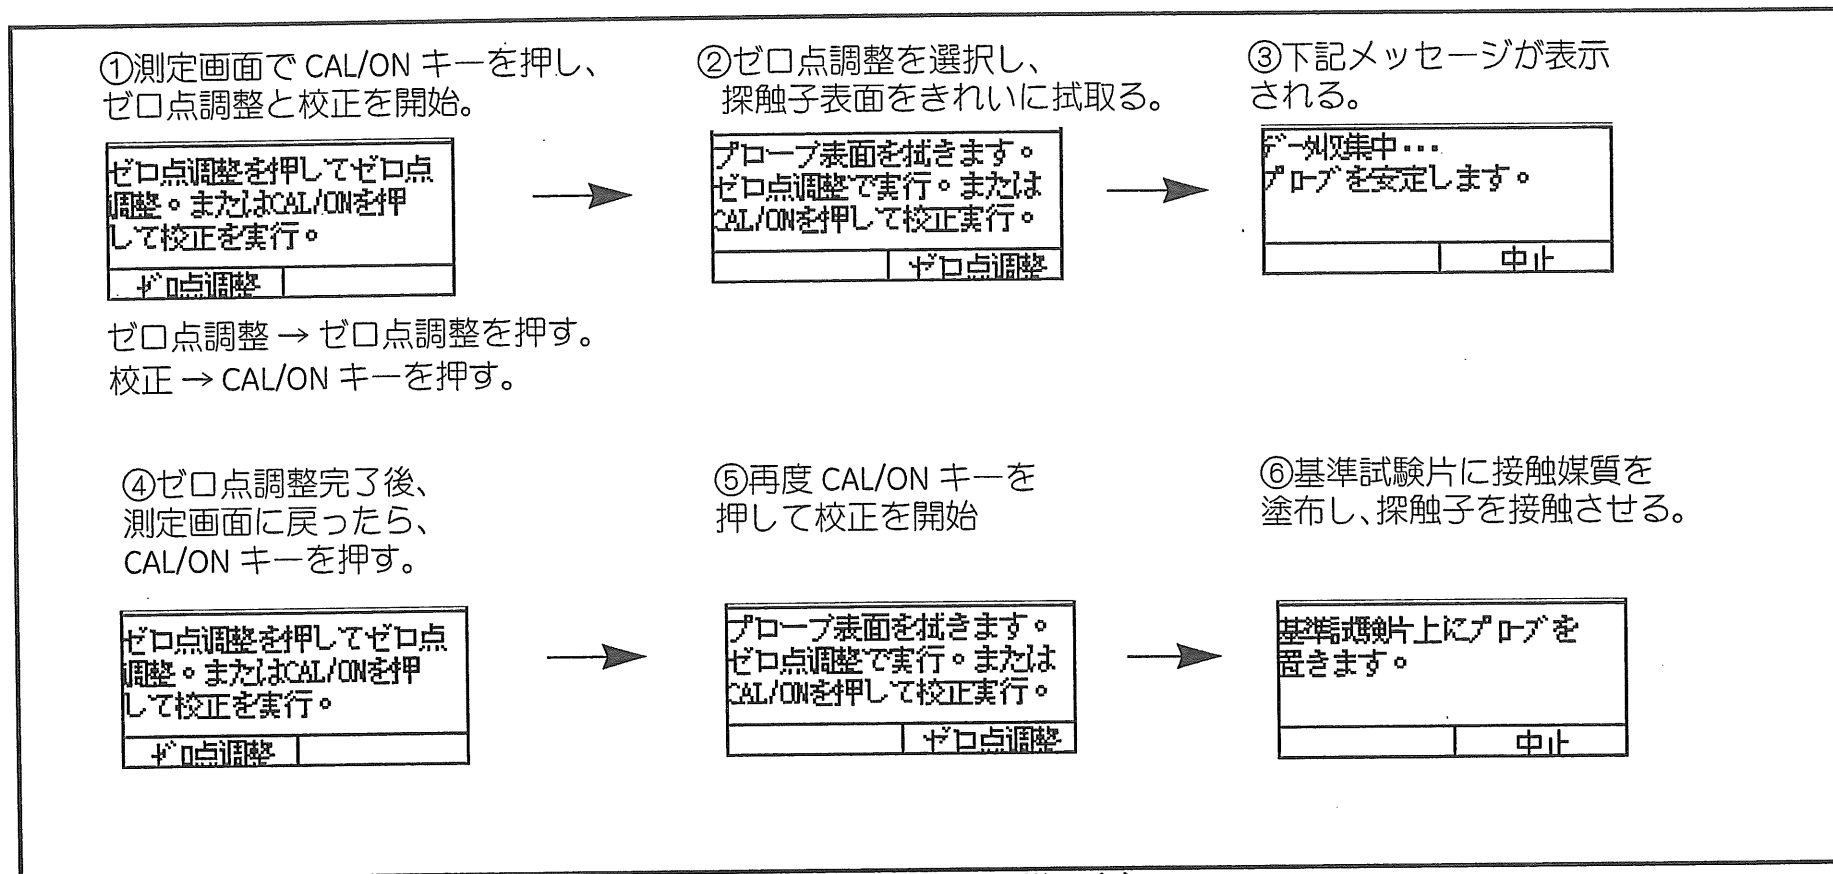 ①測定画面で CAL/ON キーを押し、
ゼロ点調整と校正を開始。
ゼロ点調整を押してゼロ点
調整。またはCAL/ONを押
して校正を実行。
ゼロ点調整
ゼロ点調整 → ゼロ点調整を押す。
校正 → CAL/ON キーを押す。
②ゼロ点調整を選択し、
探触子表面をきれいに拭取る。
プローブ表面を拭きます。
ゼロ点調整で実行。または
CAL/ONを押して校正実行。
ゼロ点調整
③下記メッセージが表示
される。
データ収集中・・・
プローブを安定します。
中止
④ゼロ点調整完了後、
測定画面に戻ったら、
CAL/ON キーを押す。
ゼロ点調整を押してゼロ点
調整。またはCAL/ONを押
して校正を実行。
ゼロ点調整
⑤再度 CAL/ON キーを
押して校正を開始
プローブ表面を拭きます。
ゼロ点調整で実行。または
CAL/ONを押して校正実行。
ゼロ点調整
⑥基準試験片に接触媒質を
塗布し、探触子を接触させる。
基準試験片上にプローブを
置きます。
中止